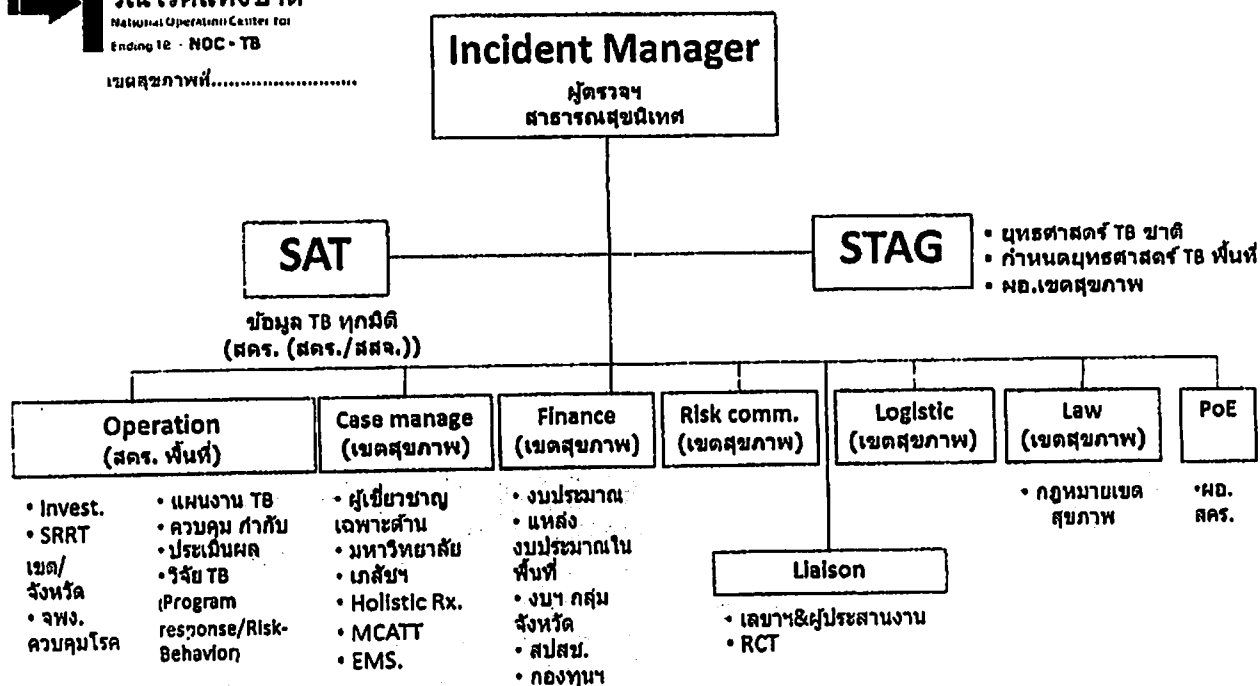 วัณโรคแห่งชาติ
National Operation Center for
Ending TB - NOC - TB
เขตสุขภาพที่............................
Incident Manager
ผู้ตรวจฯ
สาธารณสุขนิเทศ
SAT
ข้อมูล TB ทุกมิติ
(สคร. (สคร./สสจ.))
STAG
• ยุทธศาสตร์ TB ชาติ
• กำหนดยุทธศาสตร์ TB พื้นที่
• ผอ.เขตสุขภาพ
Operation
(สคร. พื้นที่)
• Invest.
• SRRT
เขต/
จังหวัด
• จพง.
ควบคุมโรค
• แผนงาน TB
• ควบคุม กำกับ
• ประเมินผล
• วิจัย TB
(Program
response/Risk-
Behavior)
Case manage
(เขตสุขภาพ)
• ผู้เชี่ยวชาญ
เฉพาะด้าน
• มหาวิทยาลัย
• เภสัชฯ
• Holistic Rx.
• MCATT
• EMS.
Finance
(เขตสุขภาพ)
• งบประมาณ
• แหล่ง
งบประมาณใน
พื้นที่
• งบฯ กลุ่ม
จังหวัด
• สปสช.
• กองทุนฯ
Risk comm.
(เขตสุขภาพ)
Logistic
(เขตสุขภาพ)
Law
(เขตสุขภาพ)
• กฎหมายเขต
สุขภาพ
PoE
•ผอ.
สคร.
Liaison
• เลขาฯ&ผู้ประสานงาน
• RCT